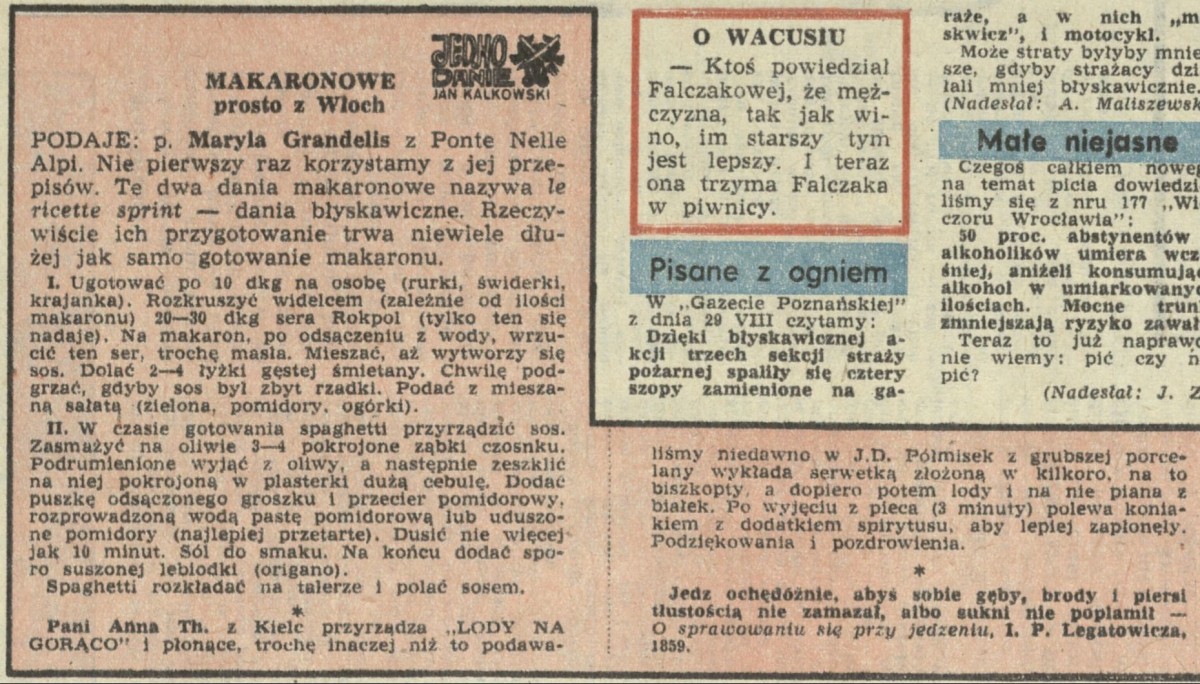 JEDNO
DANIE
JAN KALKOWSKI
MAKARONOWE
prosto z Włoch
PODAJE: p. Maryla Grandelis z Ponte Nelle
Alpi. Nie pierwszy raz korzystamy z jej prze-
pisów. Te dwa dania makaronowe nazywa le
ricette sprint — dania błyskawiczne. Rzeczy-
wiście ich przygotowanie trwa niewiele dłu-
żej jak samo gotowanie makaronu.
I. Ugotować po 10 dkg na osobę (rurki, świderki,
krajanka). Rozkruszyć widelcem (zależnie od ilości
makaronu) 20—30 dkg sera Rokpol (tylko ten się
nadaje). Na makaron, po odsączeniu z wody, wrzu-
cić ten ser, trochę masła. Mieszać, aż wytworzy się
sos. Dolać 2—4 łyżki gęstej śmietany. Chwilę pod-
grzać, gdyby sos był zbyt rzadki. Podać z miesza-
ną sałatą (zielona, pomidory, ogórki).
II. W czasie gotowania spaghetti przyrządzić sos.
Zasmażyć na oliwie 3—4 pokrojone ząbki czosnku.
Podrumienione wyjąć z oliwy, a następnie zeszklić
na niej pokrojoną w plasterki dużą cebulę. Dodać
puszkę odsączonego groszku i przecier pomidorowy,
rozprowadzoną wodą pastę pomidorową lub uduszo-
ne pomidory (najlepiej przetarte). Dusić nie więcej
jak 10 minut. Sól do smaku. Na końcu dodać spo-
ro suszonej lebiodki (origano).
Spaghetti rozkładać na talerze i polać sosem.
*
Pani Anna Th. z Kielc przyrządza „LODY NA
GORĄCO" i płonące, trochę inaczej niż to podawa-
liśmy niedawno w J.D. Półmisek z grubszej porce-
lany wykłada serwetką złożoną w kilkoro, na to
biszkopty, a dopiero potem lody i na nie piana z
białek. Po wyjęciu z pieca (3 minuty) polewa konia-
kiem z dodatkiem spirytusu, aby lepiej zapłonęły.
Podziękowania i pozdrowienia.
*
Jedz ochędóżnie, abyś sobie gęby, brody i piersi
tłustością nie zamazał, albo sukni nie poplamił —
O sprawowaniu się przy jedzeniu, I. P. Legatowicza,
1859.
O WACUSIU
— Ktoś powiedział
Falczakowej, że męż-
czyzna, tak jak wi-
no, im starszy tym
jest lepszy. I teraz
ona trzyma Falczaka
w piwnicy.
Pisane z ogniem
W „Gazecie Poznańskiej"
z dnia 29 VIII czytamy:
Dzięki błyskawicznej a-
kcji trzech sekcji straży
pożarnej spaliły się cztery
szopy zamienione na ga-
raże, a w nich „m
skwicz", i motocykl.
Może straty byłyby mnie
sze, gdyby strażacy dzi
łali mniej błyskawicznie.
(Nadesłał: A. Maliszewsk
Małe niejasne
Czegoś całkiem noweg
na temat picia dowiedzi
liśmy się z nru 177 „Wi
czoru Wrocławia":
50 proc. abstynentów
alkoholików umiera wcz
śniej, aniżeli konsumując
alkohol w umiarkowanyc
ilościach. Mocne trun
zmniejszają ryzyko zawał
Teraz to już naprawd
nie wiemy: pić czy n
pić?
(Nadesłał: J. Z